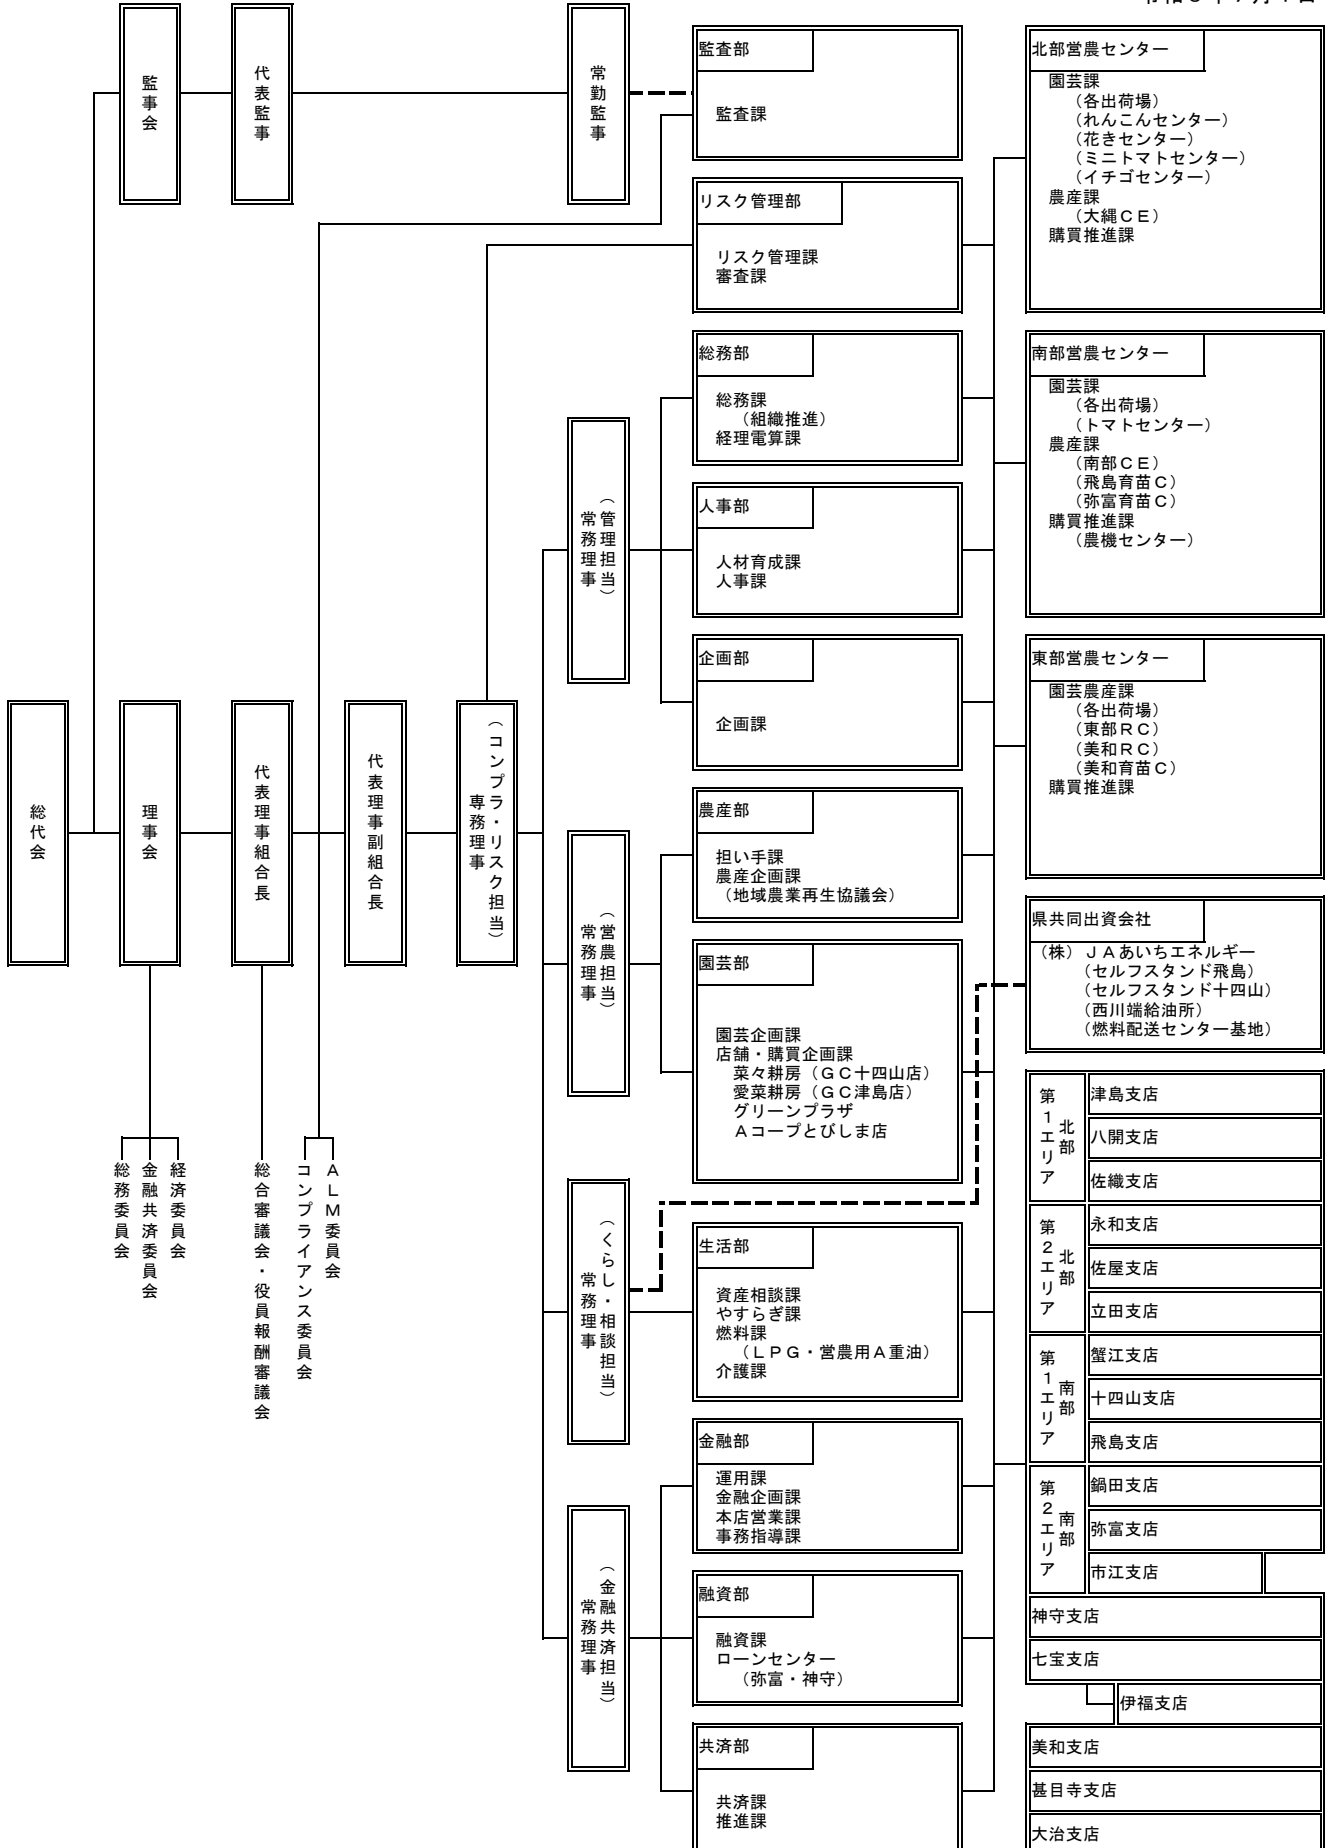 監事会
代表監事
常勤監事
総代会
理事会
代表理事組合長
代表理事副組合長
（コンプラ・リスク担当）
専務理事
総務委員会
金融共済委員会
経済委員会
総合審議会・役員報酬審議会
コンプライアンス委員会
ＡＬＭ委員会
（管理担当）
常務理事
（営農担当）
常務理事
（くらし・相談担当）
常務理事
（金融共済担当）
常務理事
監査部
監査課
リスク管理部
リスク管理課
審査課
総務部
総務課
（組織推進）
経理電算課
人事部
人材育成課
人事課
企画部
企画課
農産部
担い手課
農産企画課
（地域農業再生協議会）
園芸部
園芸企画課
店舗・購買企画課
菜々耕房（ＧＣ十四山店）
愛菜耕房（ＧＣ津島店）
グリーンプラザ
Ａコープとびしま店
生活部
資産相談課
やすらぎ課
燃料課
（ＬＰＧ・営農用Ａ重油）
介護課
金融部
運用課
金融企画課
本店営業課
事務指導課
融資部
融資課
ローンセンター
（弥富・神守）
共済部
共済課
推進課
北部営農センター
園芸課
（各出荷場）
（れんこんセンター）
（花きセンター）
（ミニトマトセンター）
（イチゴセンター）
農産課
（大縄ＣＥ）
購買推進課
南部営農センター
園芸課
（各出荷場）
（トマトセンター）
農産課
（南部ＣＥ）
（飛島育苗Ｃ）
（弥富育苗Ｃ）
購買推進課
（農機センター）
東部営農センター
園芸農産課
（各出荷場）
（東部ＲＣ）
（美和ＲＣ）
（美和育苗Ｃ）
購買推進課
県共同出資会社
（株）ＪＡあいちエネルギー
（セルフスタンド飛島）
（セルフスタンド十四山）
（西川端給油所）
（燃料配送センター基地）
北部
第１エリア
津島支店
八開支店
佐織支店
北部
第２エリア
永和支店
佐屋支店
立田支店
南部
第１エリア
蟹江支店
十四山支店
飛島支店
南部
第２エリア
鍋田支店
弥富支店
市江支店
神守支店
七宝支店
伊福支店
美和支店
甚目寺支店
大治支店